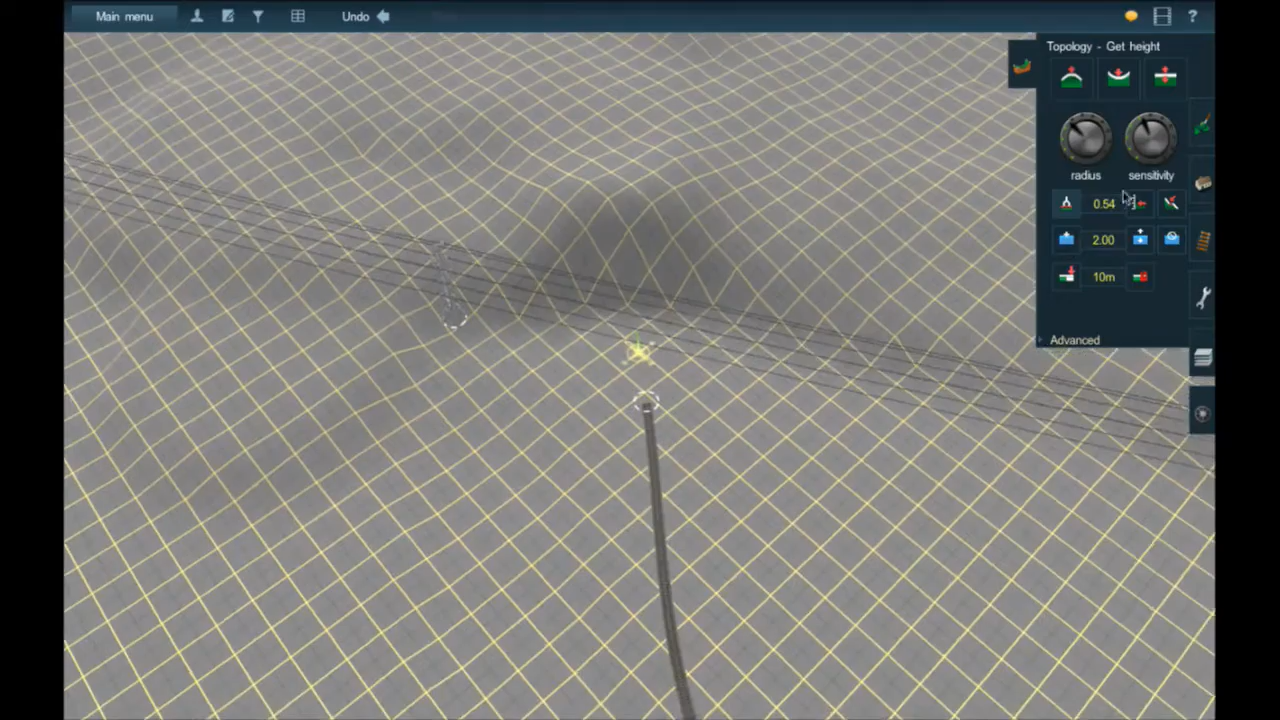 Main menu
Undo
?
Topology - Get height
radius
sensitivity
0.54
2.00
10m
Advanced